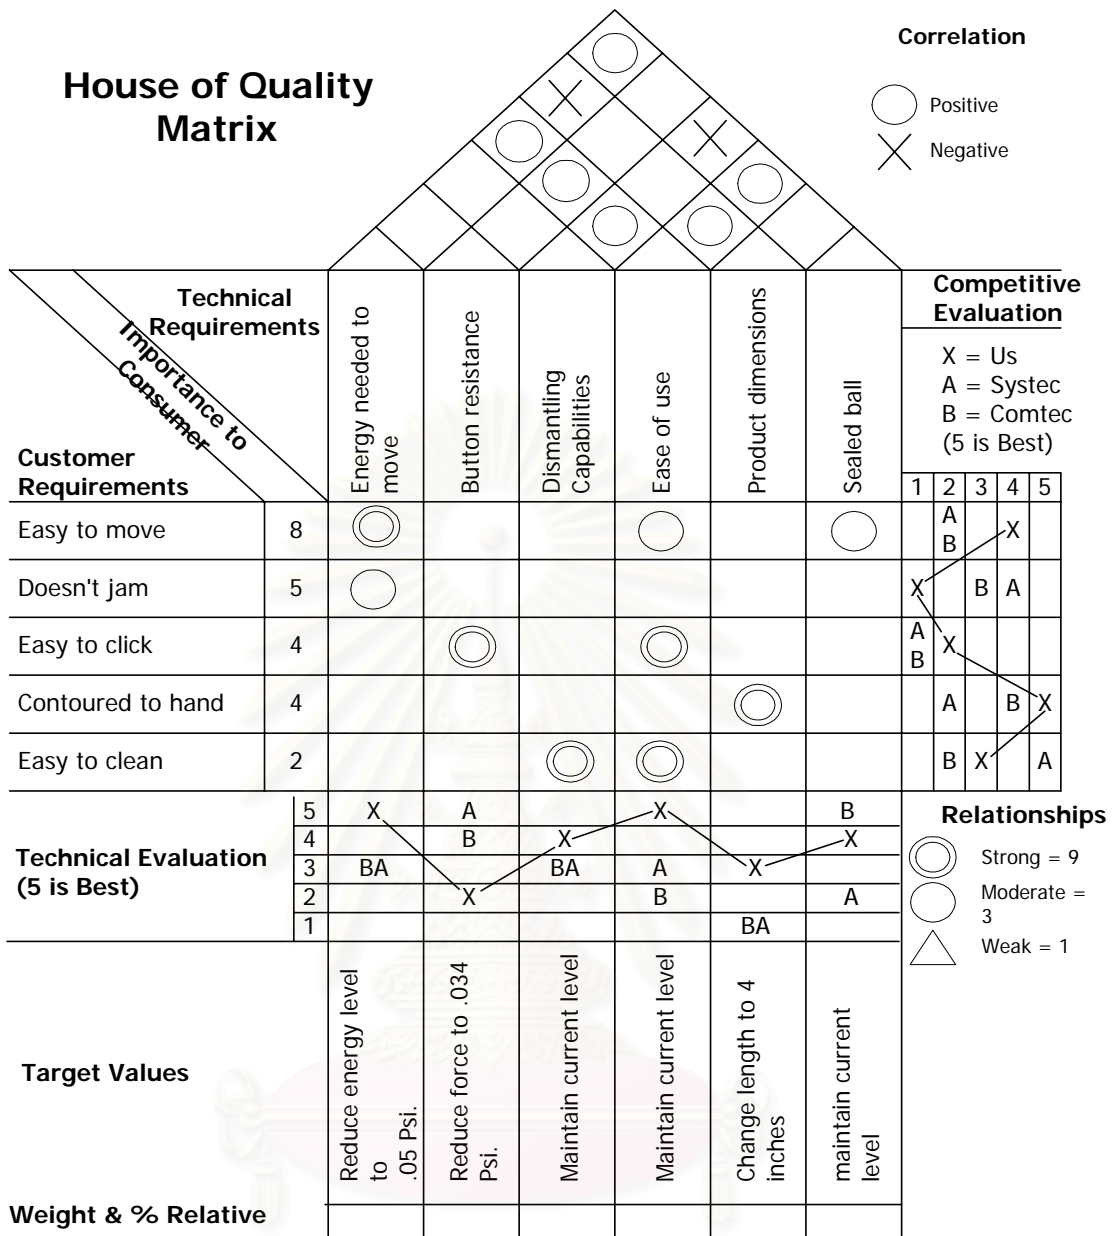 House of Quality
Matrix
Correlation
Positive
Negative
Technical
Requirements
Importance to
Consumer
Customer
Requirements
Energy needed to
move
Button resistance
Dismantling
Capabilities
Ease of use
Product dimensions
Sealed ball
Competitive
Evaluation
X = Us
A = Systec
B = Comtec
(5 is Best)
1 2 3 4 5
Easy to move 8 A B X
Doesn't jam 5 X B A
Easy to click 4 A B X
Contoured to hand 4 A B X
Easy to clean 2 B X A
Technical Evaluation
(5 is Best)
5 X A X B
4 B X X
3 BA BA A X
2 X B A
1 BA
Relationships
Strong = 9
Moderate =
3
Weak = 1
Target Values
Reduce energy level
to
.05 Psi.
Reduce force to .034
Psi.
Maintain current level
Maintain current level
Change length to 4
inches
maintain current
level
Weight & % Relative